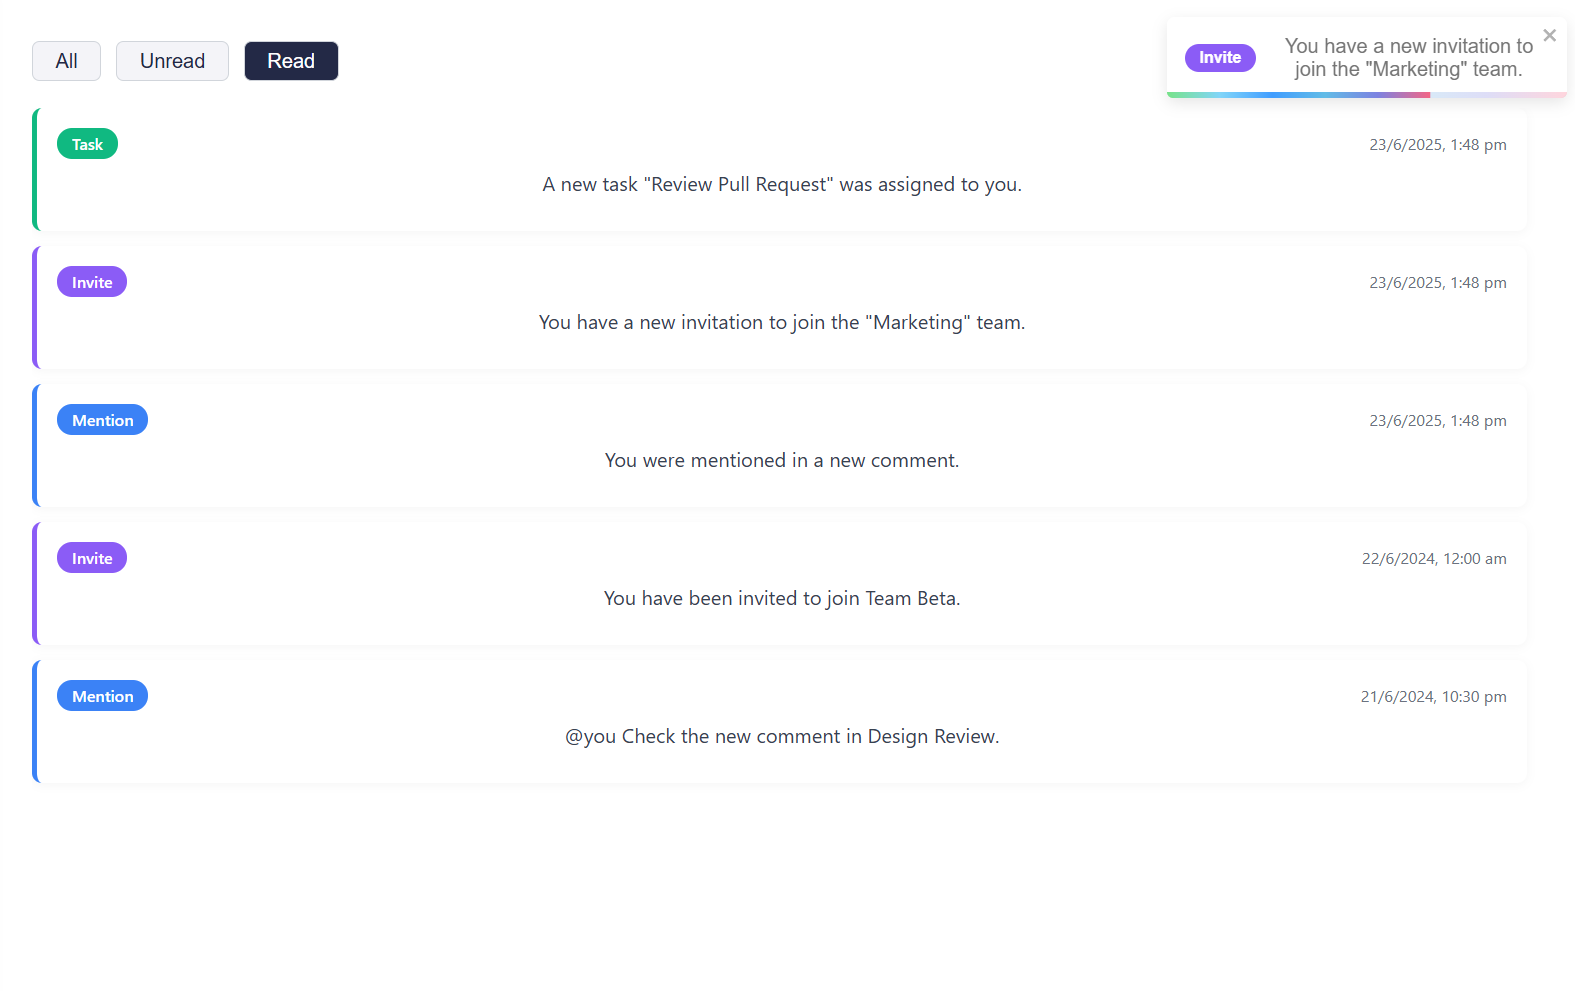 All
Unread
Read
Invite
You have a new invitation to
join the "Marketing" team.
×
Task
23/6/2025, 1:48 pm
A new task "Review Pull Request" was assigned to you.
Invite
23/6/2025, 1:48 pm
You have a new invitation to join the "Marketing" team.
Mention
23/6/2025, 1:48 pm
You were mentioned in a new comment.
Invite
22/6/2024, 12:00 am
You have been invited to join Team Beta.
Mention
21/6/2024, 10:30 pm
@you Check the new comment in Design Review.